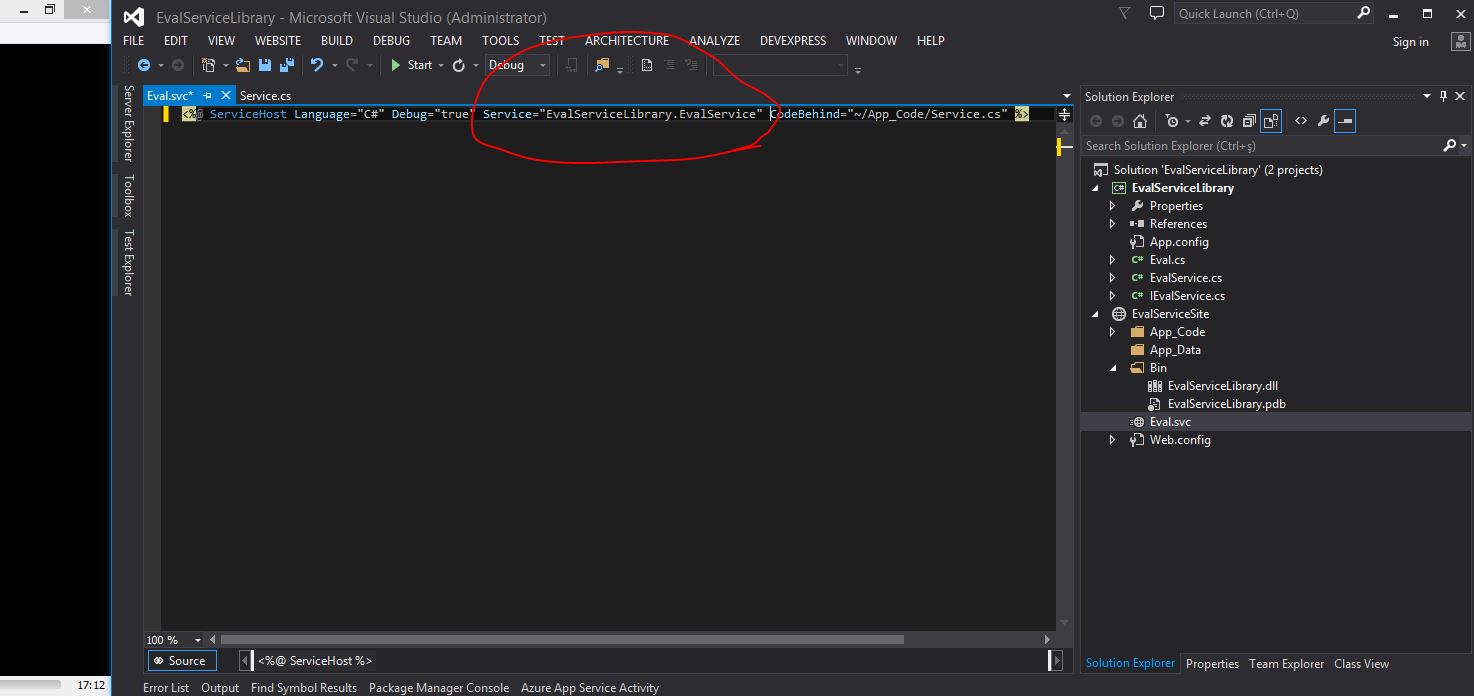 EvalServiceLibrary - Microsoft Visual Studio (Administrator)
Quick Launch (Ctrl+Q)
FILE EDIT VIEW WEBSITE BUILD DEBUG TEAM TOOLS TEST ARCHITECTURE ANALYZE DEVEXPRESS WINDOW HELP
Sign in
Start Debug
Server Explorer
Toolbox
Test Explorer
Eval.svc* Service.cs
<%@ ServiceHost Language="C#" Debug="true" Service="EvalServiceLibrary.EvalService" CodeBehind="~/App_Code/Service.cs" %>
100 %
Source
<%@ ServiceHost %>
Solution Explorer
Search Solution Explorer (Ctrl+ş)
Solution 'EvalServiceLibrary' (2 projects)
C# EvalServiceLibrary
Properties
References
App.config
C# Eval.cs
C# EvalService.cs
C# IEvalService.cs
EvalServiceSite
App_Code
App_Data
Bin
EvalServiceLibrary.dll
EvalServiceLibrary.pdb
Eval.svc
Web.config
Solution Explorer Properties Team Explorer Class View
17:12
Error List Output Find Symbol Results Package Manager Console Azure App Service Activity